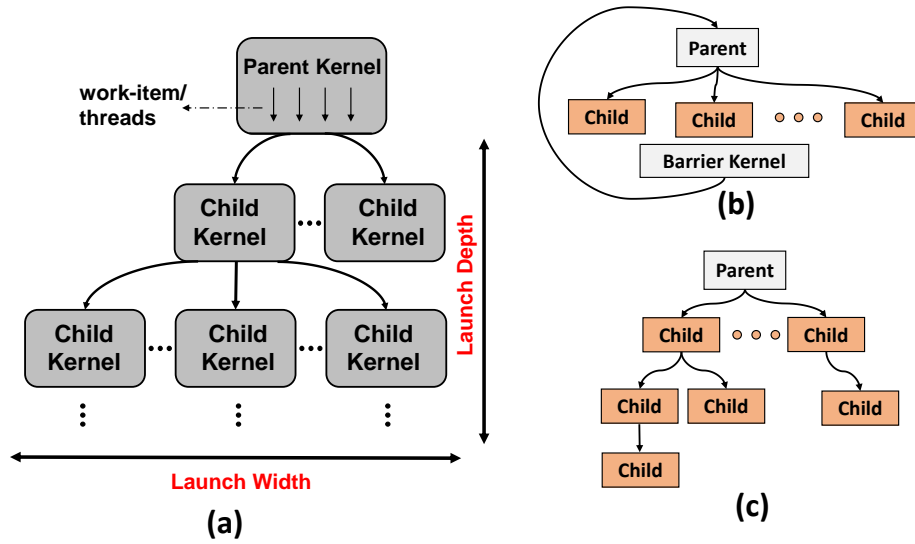 Parent Kernel
work-item/
threads
Child
Kernel
Child
Kernel
Child
Kernel
Child
Kernel
Child
Kernel
Launch Depth
Launch Width
(a)
Parent
Child
Child
Child
Barrier Kernel
(b)
Parent
Child
Child
Child
Child
Child
Child
(c)